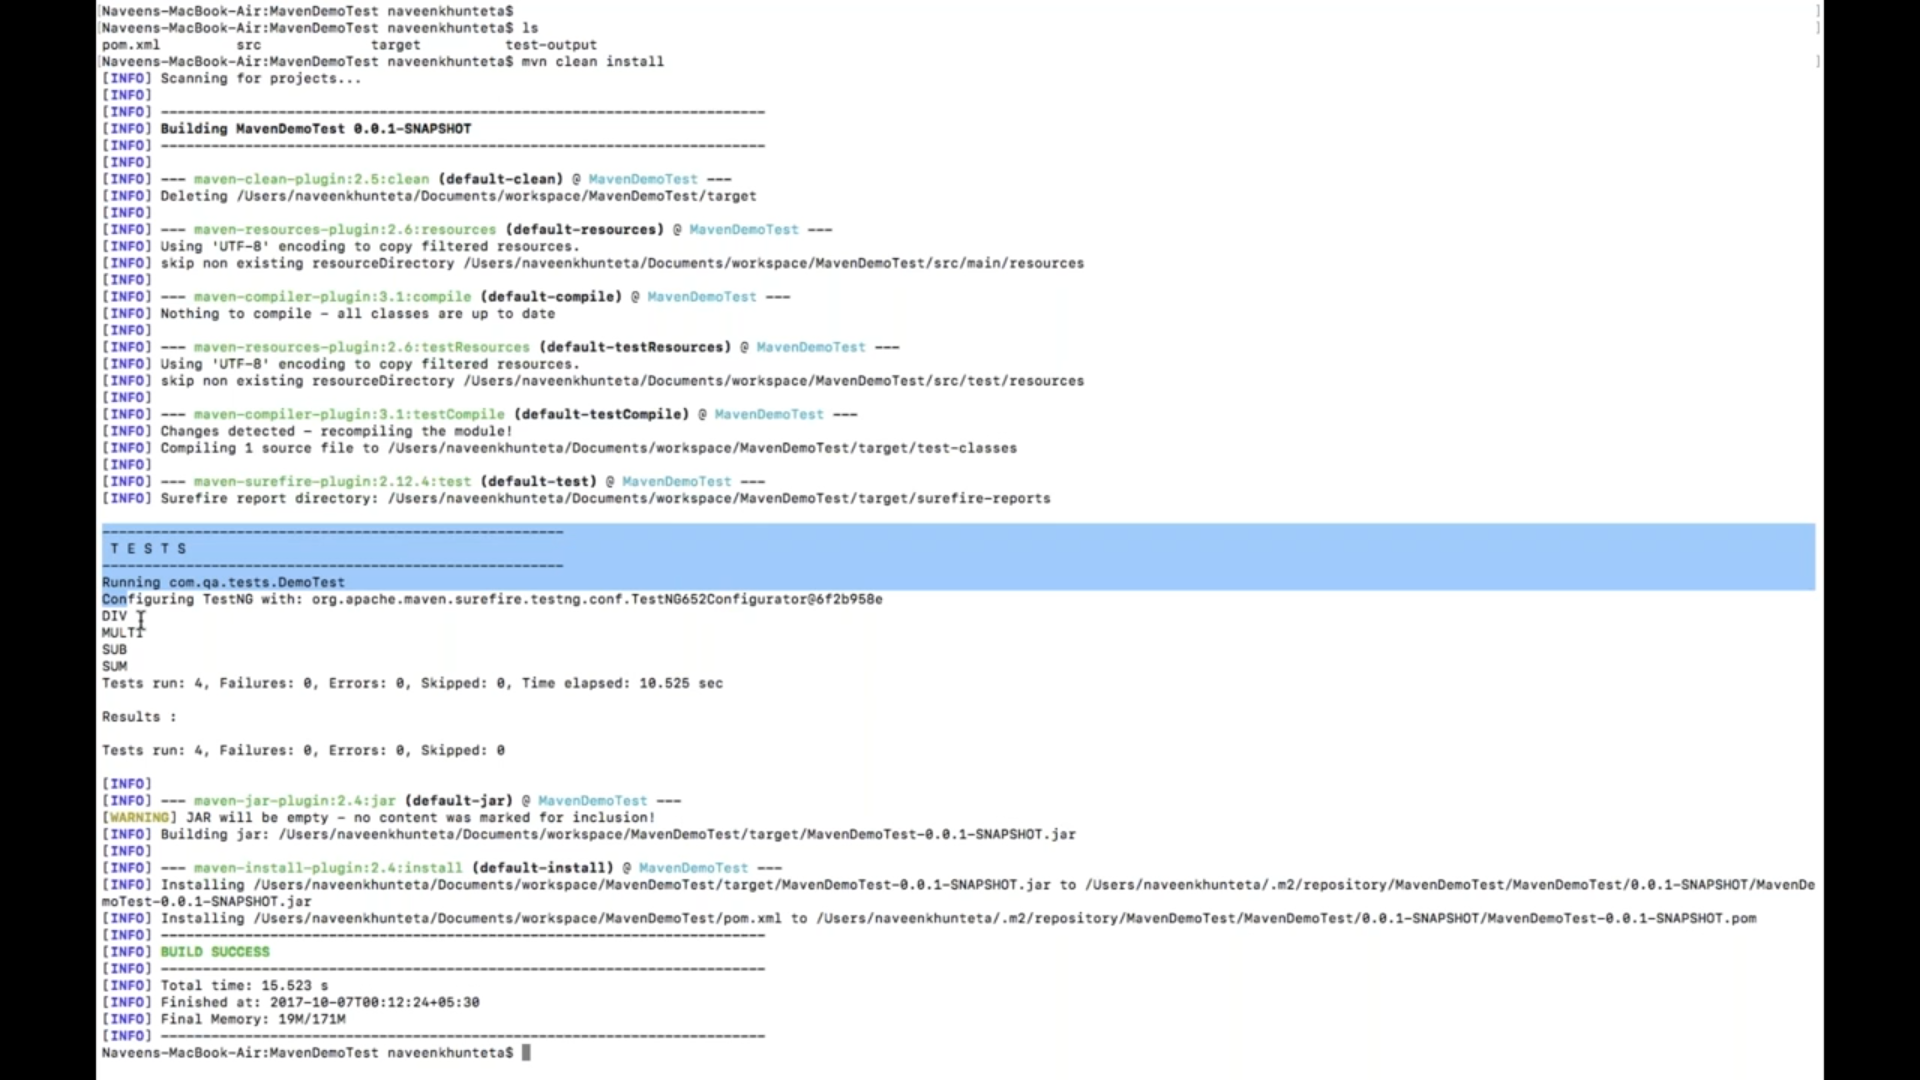 [Naveens-MacBook-Air:MavenDemoTest naveenkhunteta$ ]
[Naveens-MacBook-Air:MavenDemoTest naveenkhunteta$ ls ]
pom.xml src target test-output
[Naveens-MacBook-Air:MavenDemoTest naveenkhunteta$ mvn clean install ]
[INFO] Scanning for projects...
[INFO]
[INFO] ------------------------------------------------------------------------
[INFO] Building MavenDemoTest 0.0.1-SNAPSHOT
[INFO] ------------------------------------------------------------------------
[INFO]
[INFO] --- maven-clean-plugin:2.5:clean (default-clean) @ MavenDemoTest ---
[INFO] Deleting /Users/naveenkhunteta/Documents/workspace/MavenDemoTest/target
[INFO]
[INFO] --- maven-resources-plugin:2.6:resources (default-resources) @ MavenDemoTest ---
[INFO] Using 'UTF-8' encoding to copy filtered resources.
[INFO] skip non existing resourceDirectory /Users/naveenkhunteta/Documents/workspace/MavenDemoTest/src/main/resources
[INFO]
[INFO] --- maven-compiler-plugin:3.1:compile (default-compile) @ MavenDemoTest ---
[INFO] Nothing to compile - all classes are up to date
[INFO]
[INFO] --- maven-resources-plugin:2.6:testResources (default-testResources) @ MavenDemoTest ---
[INFO] Using 'UTF-8' encoding to copy filtered resources.
[INFO] skip non existing resourceDirectory /Users/naveenkhunteta/Documents/workspace/MavenDemoTest/src/test/resources
[INFO]
[INFO] --- maven-compiler-plugin:3.1:testCompile (default-testCompile) @ MavenDemoTest ---
[INFO] Changes detected - recompiling the module!
[INFO] Compiling 1 source file to /Users/naveenkhunteta/Documents/workspace/MavenDemoTest/target/test-classes
[INFO]
[INFO] --- maven-surefire-plugin:2.12.4:test (default-test) @ MavenDemoTest ---
[INFO] Surefire report directory: /Users/naveenkhunteta/Documents/workspace/MavenDemoTest/target/surefire-reports
-------------------------------------------------------
T E S T S
-------------------------------------------------------
Running com.qa.tests.DemoTest
Configuring TestNG with: org.apache.maven.surefire.testng.conf.TestNG652Configurator@6f2b958e
DIV
MULTI
SUB
SUM
Tests run: 4, Failures: 0, Errors: 0, Skipped: 0, Time elapsed: 10.525 sec
Results :
Tests run: 4, Failures: 0, Errors: 0, Skipped: 0
[INFO]
[INFO] --- maven-jar-plugin:2.4:jar (default-jar) @ MavenDemoTest ---
[WARNING] JAR will be empty - no content was marked for inclusion!
[INFO] Building jar: /Users/naveenkhunteta/Documents/workspace/MavenDemoTest/target/MavenDemoTest-0.0.1-SNAPSHOT.jar
[INFO]
[INFO] --- maven-install-plugin:2.4:install (default-install) @ MavenDemoTest ---
[INFO] Installing /Users/naveenkhunteta/Documents/workspace/MavenDemoTest/target/MavenDemoTest-0.0.1-SNAPSHOT.jar to /Users/naveenkhunteta/.m2/repository/MavenDemoTest/MavenDemoTest/0.0.1-SNAPSHOT/MavenDe
moTest-0.0.1-SNAPSHOT.jar
[INFO] Installing /Users/naveenkhunteta/Documents/workspace/MavenDemoTest/pom.xml to /Users/naveenkhunteta/.m2/repository/MavenDemoTest/MavenDemoTest/0.0.1-SNAPSHOT/MavenDemoTest-0.0.1-SNAPSHOT.pom
[INFO] ------------------------------------------------------------------------
[INFO] BUILD SUCCESS
[INFO] ------------------------------------------------------------------------
[INFO] Total time: 15.523 s
[INFO] Finished at: 2017-10-07T00:12:24+05:30
[INFO] Final Memory: 19M/171M
[INFO] ------------------------------------------------------------------------
Naveens-MacBook-Air:MavenDemoTest naveenkhunteta$